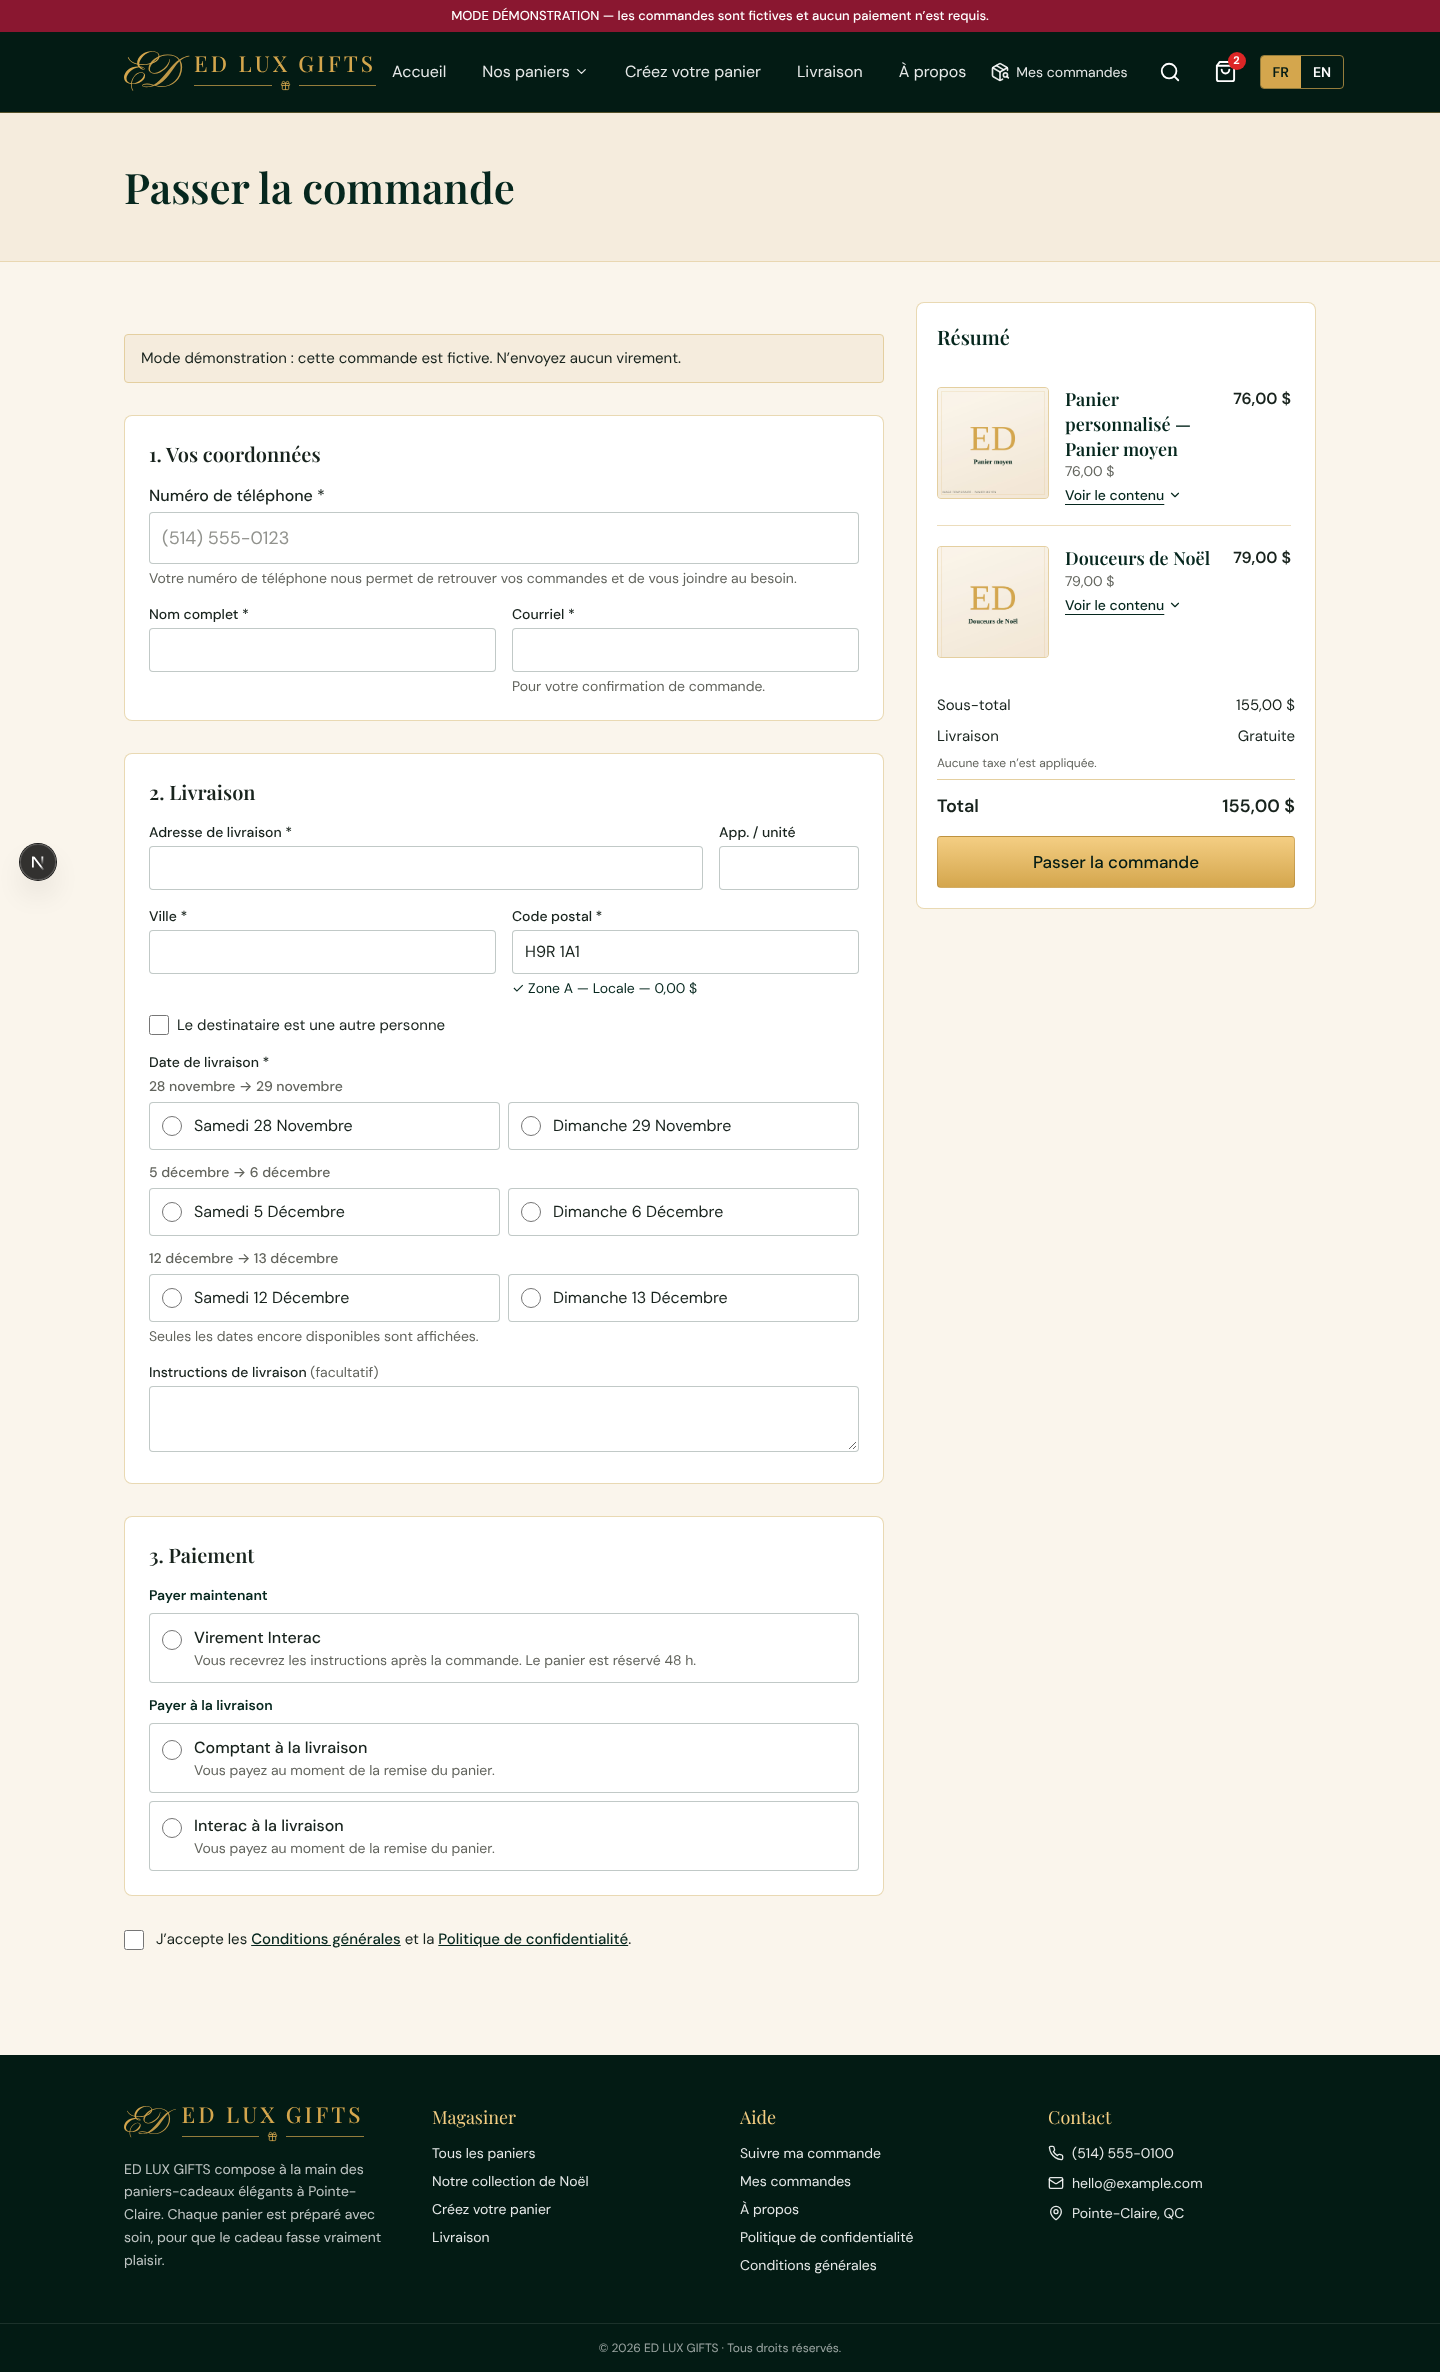 MODE DÉMONSTRATION — les commandes sont fictives et aucun paiement n’est requis.
ED LUX GIFTS
Accueil
Nos paniers
Créez votre panier
Livraison
À propos
Mes commandes
2
FR
EN
Passer la commande
Mode démonstration : cette commande est fictive. N’envoyez aucun virement.
1. Vos coordonnées
Numéro de téléphone *
(514) 555-0123
Votre numéro de téléphone nous permet de retrouver vos commandes et de vous joindre au besoin.
Nom complet *
Courriel *
Pour votre confirmation de commande.
2. Livraison
Adresse de livraison *
App. / unité
Ville *
Code postal *
H9R 1A1
✓ Zone A — Locale — 0,00 $
Le destinataire est une autre personne
Date de livraison *
28 novembre → 29 novembre
Samedi 28 Novembre
Dimanche 29 Novembre
5 décembre → 6 décembre
Samedi 5 Décembre
Dimanche 6 Décembre
12 décembre → 13 décembre
Samedi 12 Décembre
Dimanche 13 Décembre
Seules les dates encore disponibles sont affichées.
Instructions de livraison (facultatif)
3. Paiement
Payer maintenant
Virement Interac
Vous recevrez les instructions après la commande. Le panier est réservé 48 h.
Payer à la livraison
Comptant à la livraison
Vous payez au moment de la remise du panier.
Interac à la livraison
Vous payez au moment de la remise du panier.
J’accepte les Conditions générales et la Politique de confidentialité.
Résumé
ED
Panier moyen
Panier
personnalisé —
Panier moyen
76,00 $
76,00 $
Voir le contenu
ED
Douceurs de Noël
Douceurs de Noël
79,00 $
79,00 $
Voir le contenu
Sous-total
155,00 $
Livraison
Gratuite
Aucune taxe n’est appliquée.
Total
155,00 $
Passer la commande
N
ED LUX GIFTS
ED LUX GIFTS compose à la main des
paniers-cadeaux élégants à Pointe-
Claire. Chaque panier est préparé avec
soin, pour que le cadeau fasse vraiment
plaisir.
Magasiner
Tous les paniers
Notre collection de Noël
Créez votre panier
Livraison
Aide
Suivre ma commande
Mes commandes
À propos
Politique de confidentialité
Conditions générales
Contact
(514) 555-0100
hello@example.com
Pointe-Claire, QC
© 2026 ED LUX GIFTS · Tous droits réservés.